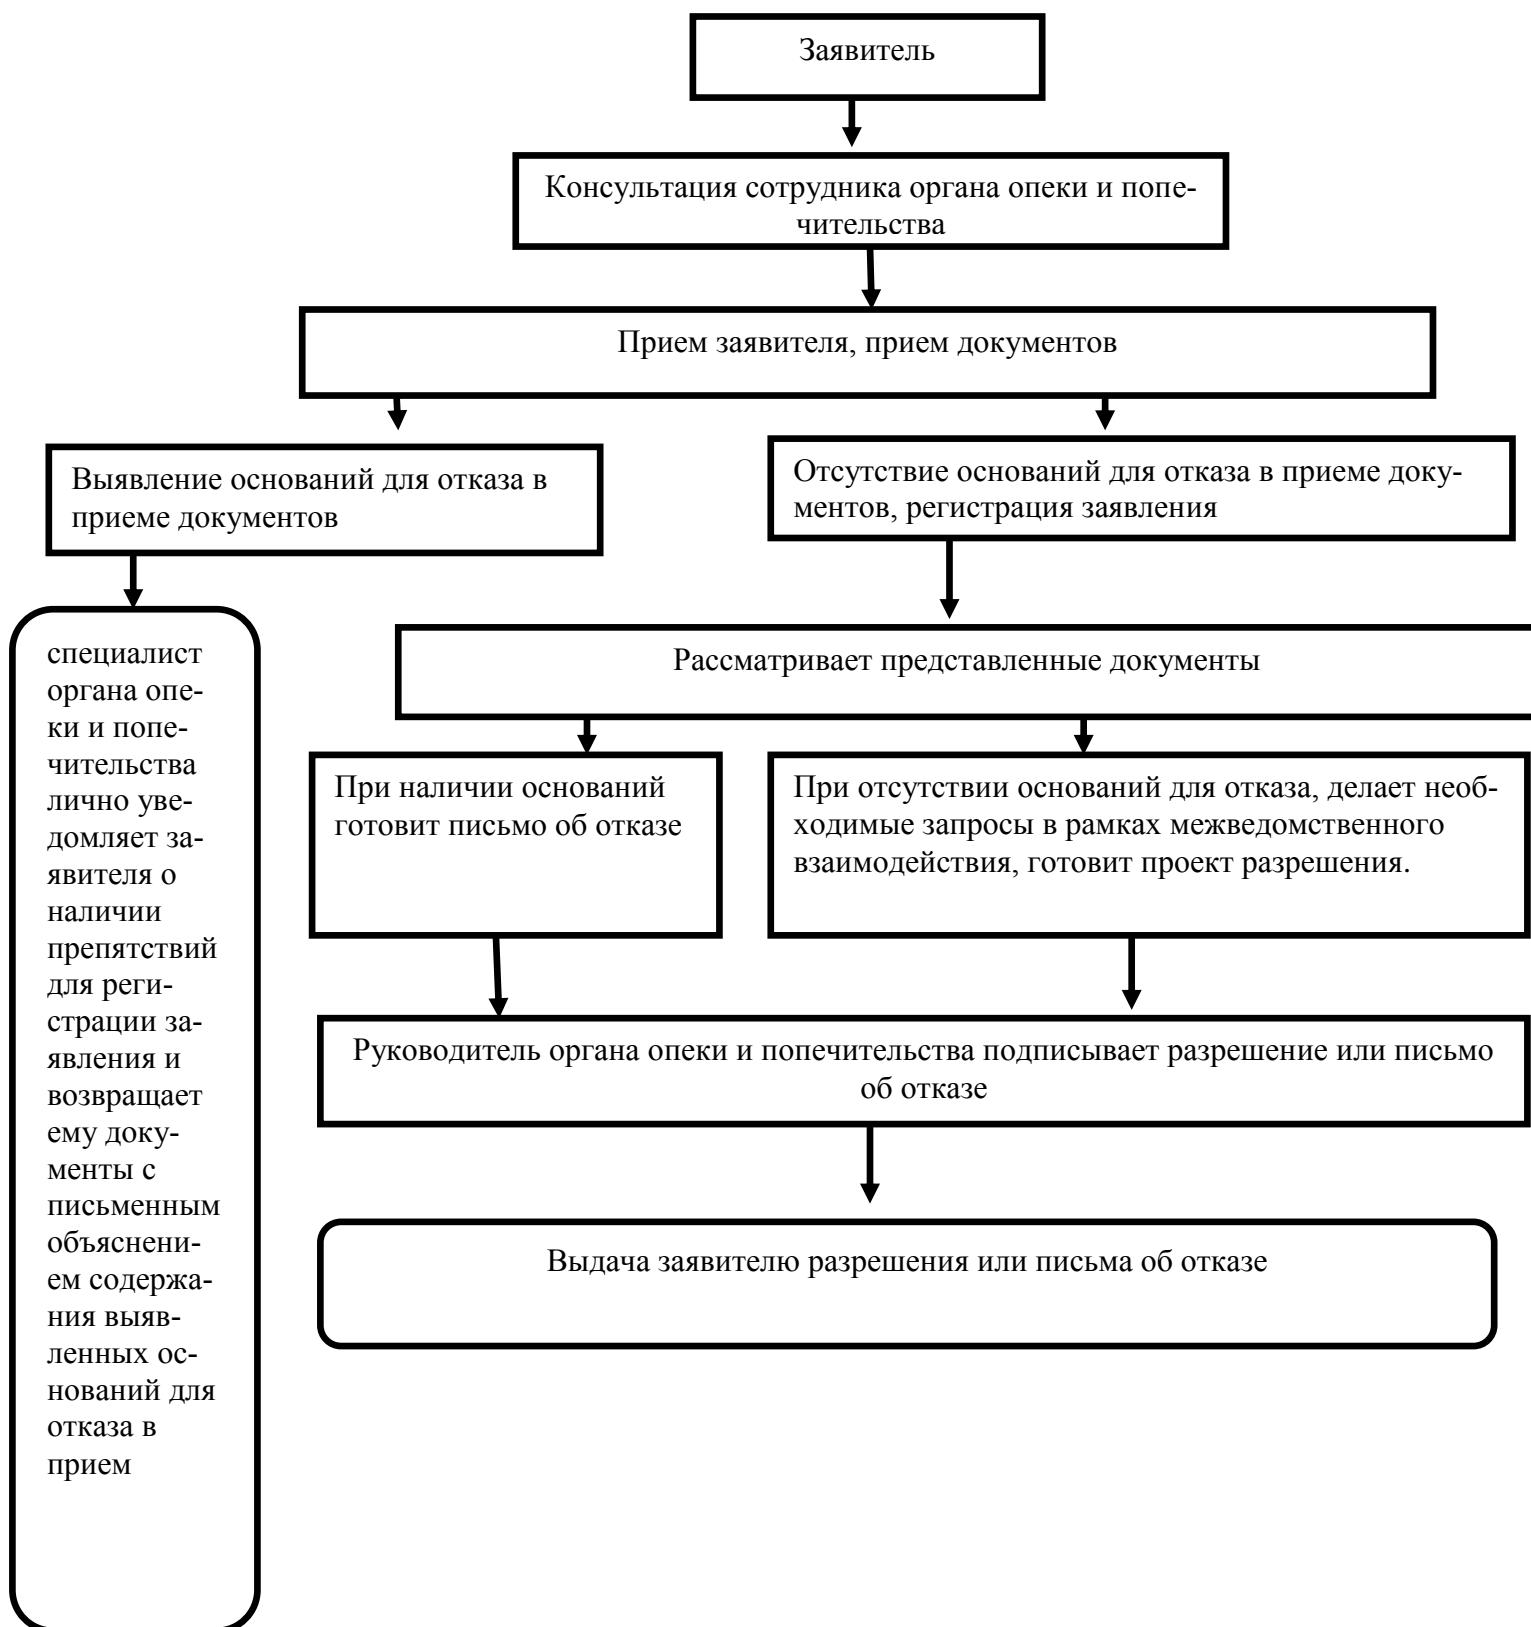 Заявитель
Консультация сотрудника органа опеки и попе-
чительства
Прием заявителя, прием документов
Выявление оснований для отказа в
приеме документов
Отсутствие оснований для отказа в приеме доку-
ментов, регистрация заявления
специалист
органа опе-
ки и попе-
чительства
лично уве-
домляет за-
явителя о
наличии
препятствий
для реги-
страции за-
явления и
возвращает
ему доку-
менты с
письменным
объяснени-
ем содержа-
ния выяв-
ленных ос-
нований для
отказа в
прием
Рассматривает представленные документы
При наличии оснований
готовит письмо об отказе
При отсутствии оснований для отказа, делает необ-
ходимые запросы в рамках межведомственного
взаимодействия, готовит проект разрешения.
Руководитель органа опеки и попечительства подписывает разрешение или письмо
об отказе
Выдача заявителю разрешения или письма об отказе